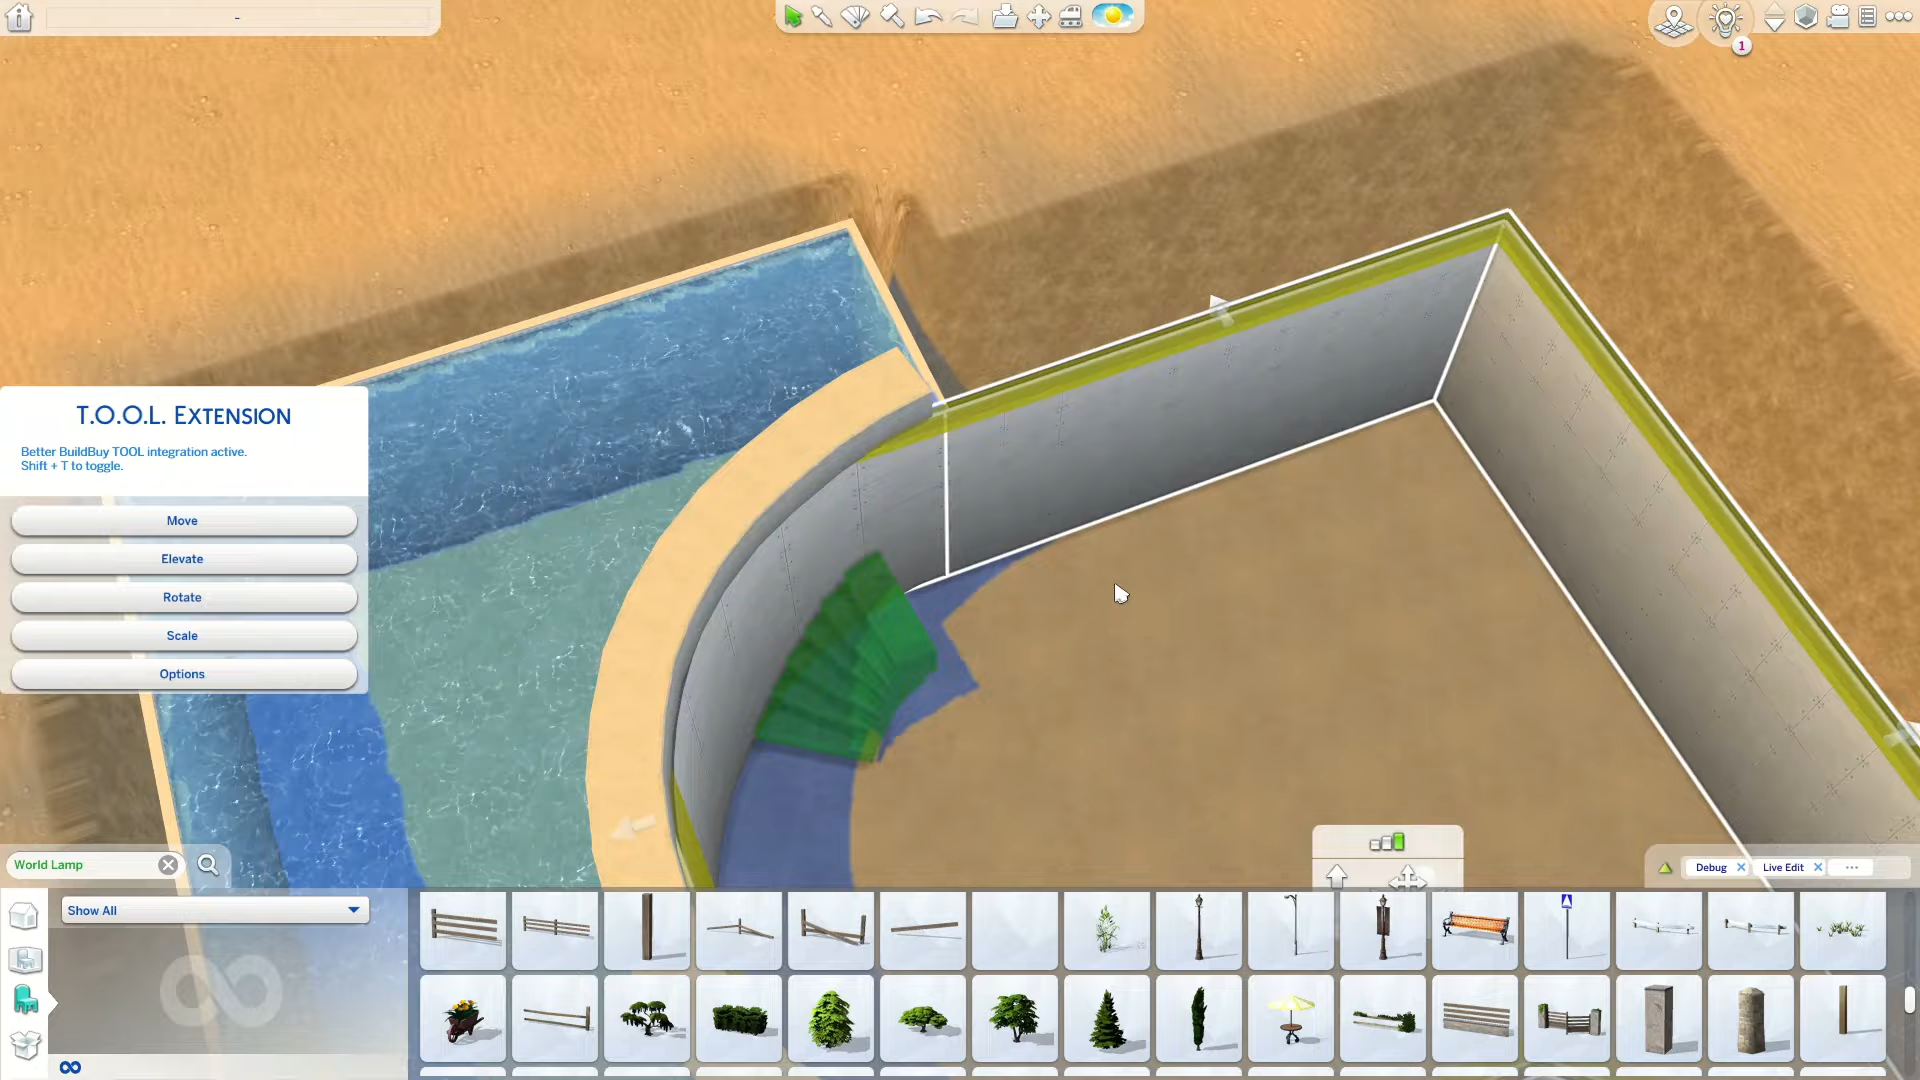 -
1
T.O.O.L. Extension
Better BuildBuy TOOL integration active.
Shift + T to toggle.
Move
Elevate
Rotate
Scale
Options
World Lamp
Debug
Live Edit
...
Show All